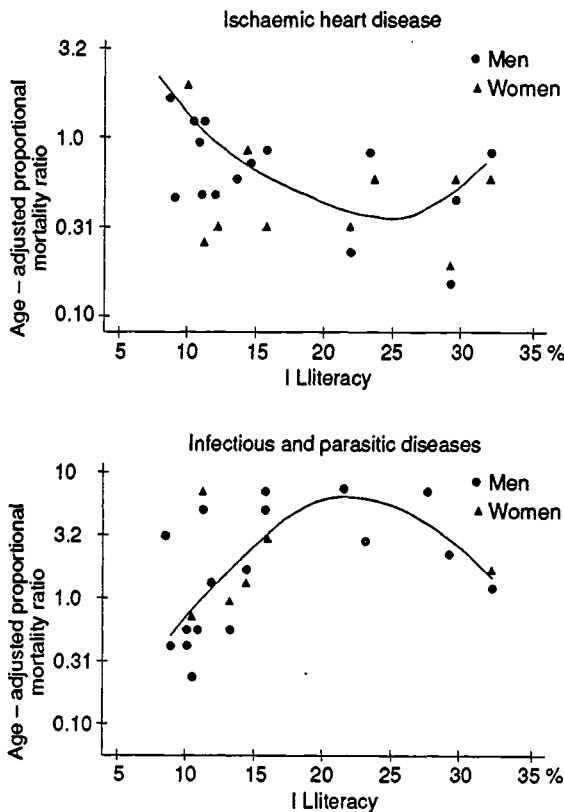 Ischaemic heart disease
3.2
1.0
0.31
0.10
Age – adjusted proportional
mortality ratio
Men
Women
5 10 15 20 25 30 35 %
I Lliteracy
Infectious and parasitic diseases
10
3.2
1.0
0.31
0.10
Age – adjusted proportional
mortality ratio
Men
Women
5 10 15 20 25 30 35 %
I Lliteracy